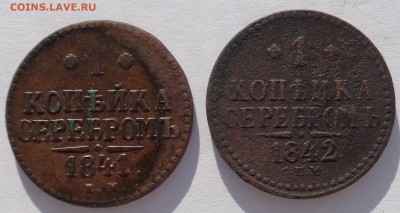 COINS.LAVE.RU
1
КОПѢЙКА
СЕРЕБРОМЪ
1841.
1
КОПѢЙКА
СЕРЕБРОМЪ
1842
С.П.М